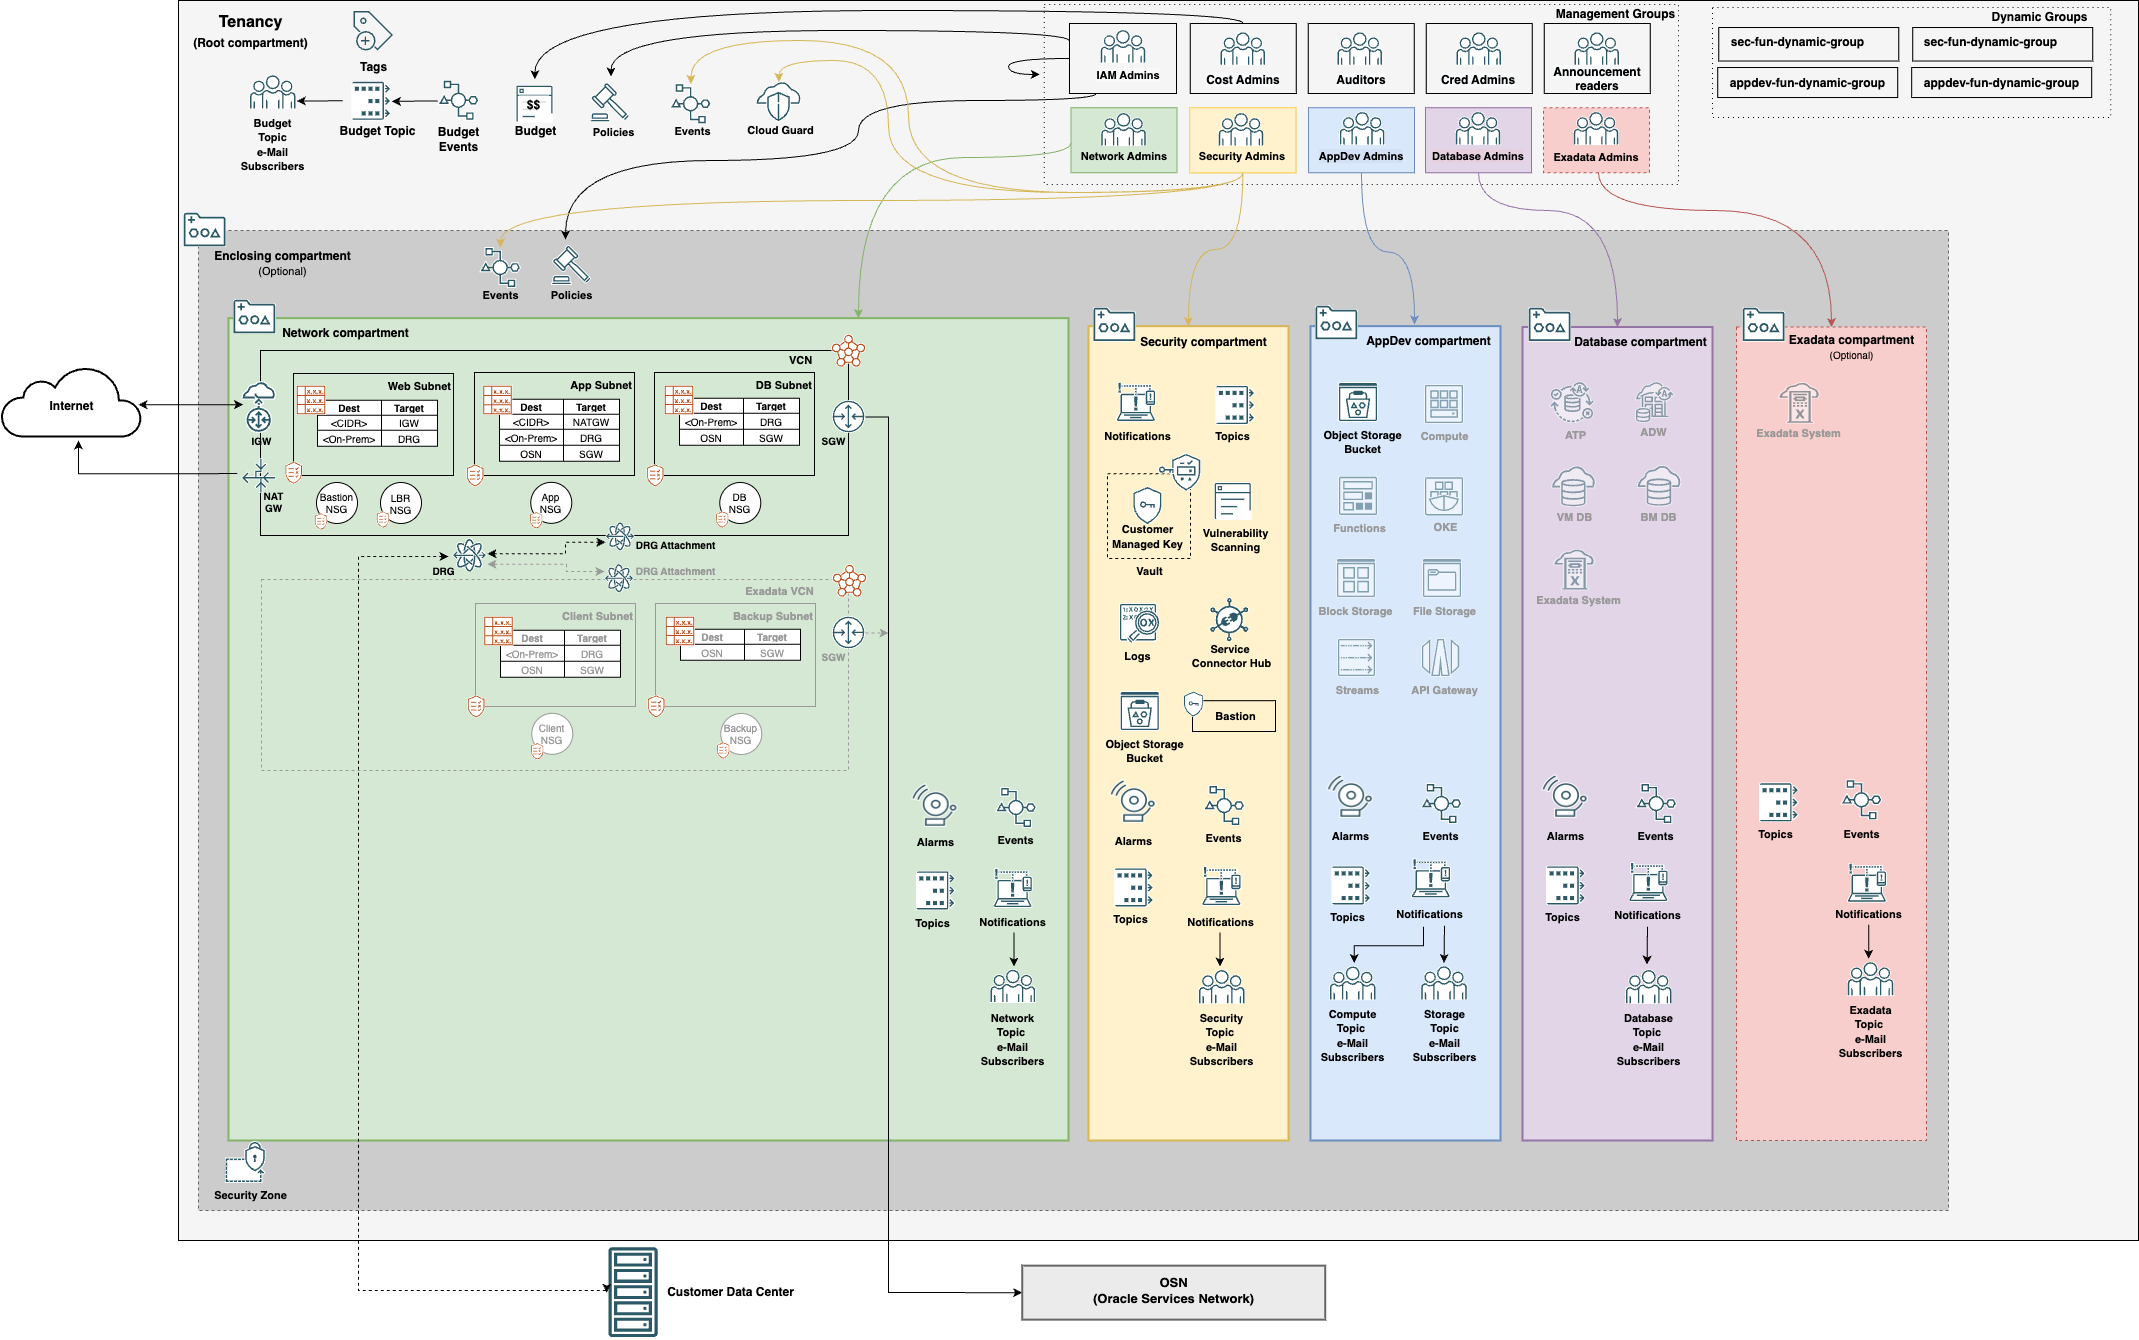 Tenancy
(Root compartment)
Tags
Budget
Topic
e-Mail
Subscribers
Budget Topic
Budget
Events
$$
Budget
Policies
Events
Cloud Guard
Management Groups
IAM Admins
Cost Admins
Auditors
Cred Admins
Announcement
readers
Network Admins
Security Admins
AppDev Admins
Database Admins
Exadata Admins
Dynamic Groups
sec-fun-dynamic-group
sec-fun-dynamic-group
appdev-fun-dynamic-group
appdev-fun-dynamic-group
Enclosing compartment
(Optional)
Events
Policies
Internet
Network compartment
VCN
IGW
NAT
GW
Web Subnet
Dest Target
<CIDR> IGW
<On-Prem> DRG
App Subnet
Dest Target
<CIDR> NATGW
<On-Prem> DRG
OSN SGW
DB Subnet
Dest Target
<On-Prem> DRG
OSN SGW
SGW
Bastion
NSG
LBR
NSG
App
NSG
DB
NSG
DRG
DRG Attachment
DRG Attachment
Exadata VCN
Client Subnet
Dest Target
<On-Prem> DRG
OSN SGW
Backup Subnet
Dest Target
OSN SGW
SGW
Client
NSG
Backup
NSG
Alarms
Events
Topics
Notifications
Network
Topic
e-Mail
Subscribers
Security compartment
Notifications
Topics
Customer
Managed Key
Vault
Vulnerability
Scanning
Logs
Service
Connector Hub
Object Storage
Bucket
Bastion
Alarms
Events
Topics
Notifications
Security
Topic
e-Mail
Subscribers
AppDev compartment
Object Storage
Bucket
Compute
Functions
OKE
Block Storage
File Storage
Streams
API Gateway
Alarms
Events
Topics
Notifications
Compute
Topic
e-Mail
Subscribers
Storage
Topic
e-Mail
Subscribers
Database compartment
ATP
ADW
VM DB
BM DB
Exadata System
Alarms
Events
Topics
Notifications
Database
Topic
e-Mail
Subscribers
Exadata compartment
(Optional)
Exadata System
Topics
Events
Notifications
Exadata
Topic
e-Mail
Subscribers
Security Zone
Customer Data Center
OSN
(Oracle Services Network)